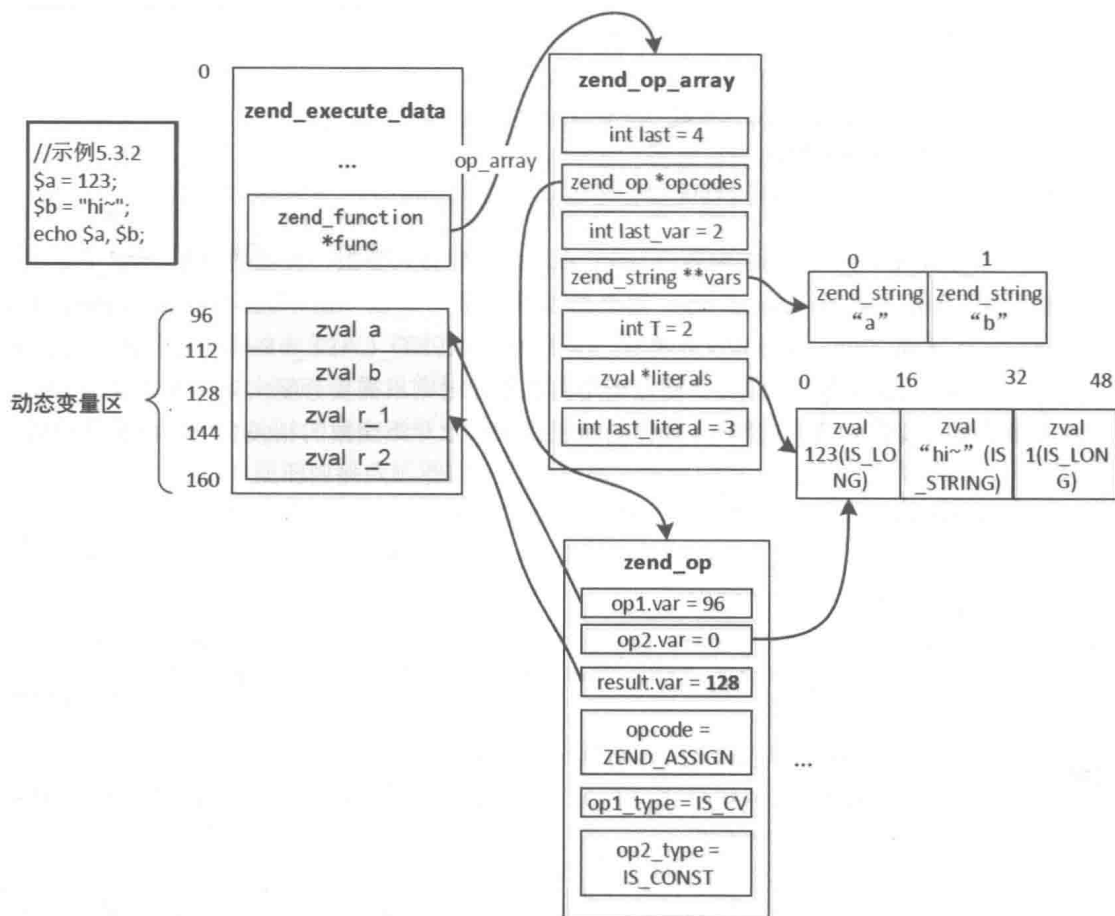 //示例5.3.2
$a = 123;
$b = "hi~";
echo $a, $b;
0
zend_execute_data
...
zend_function
*func
op_array
96
112
128
144
160
动态变量区
zval a
zval b
zval r_1
zval r_2
zend_op_array
int last = 4
zend_op *opcodes
int last_var = 2
zend_string **vars
int T = 2
zval *literals
int last_literal = 3
0
1
zend_string
“a”
zend_string
“b”
0
16
32
48
zval
123(IS_LO
NG)
zval
“hi~” (IS
_STRING)
zval
1(IS_LON
G)
zend_op
op1.var = 96
op2.var = 0
result.var = 128
opcode =
ZEND_ASSIGN
op1_type = IS_CV
op2_type =
IS_CONST
...